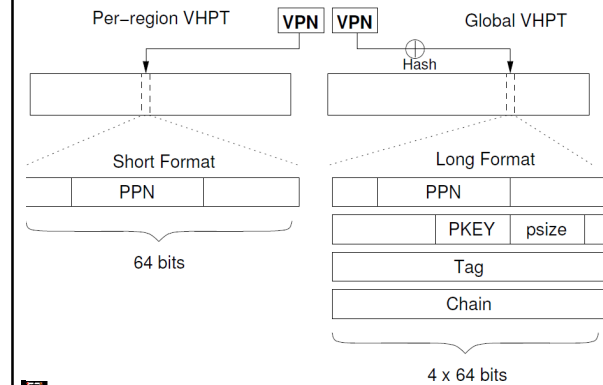 Per-region VHPT
VPN
VPN
Global VHPT
Hash
Short Format
Long Format
PPN
PPN
PKEY
psize
64 bits
Tag
Chain
4 x 64 bits